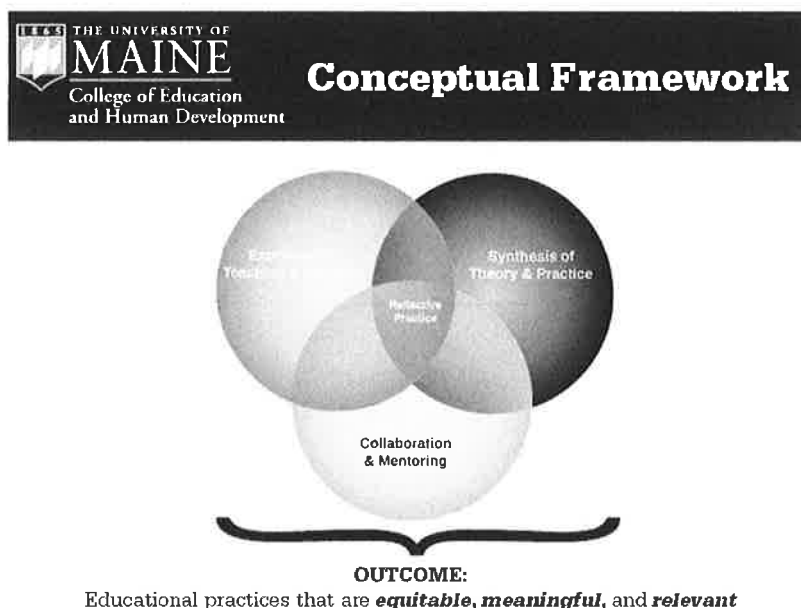 1865
THE UNIVERSITY OF
MAINE
College of Education
and Human Development
Conceptual Framework
Synthesis of
Theory & Practice
Reflective
Practice
Collaboration
& Mentoring
OUTCOME:
Educational practices that are equitable, meaningful, and relevant